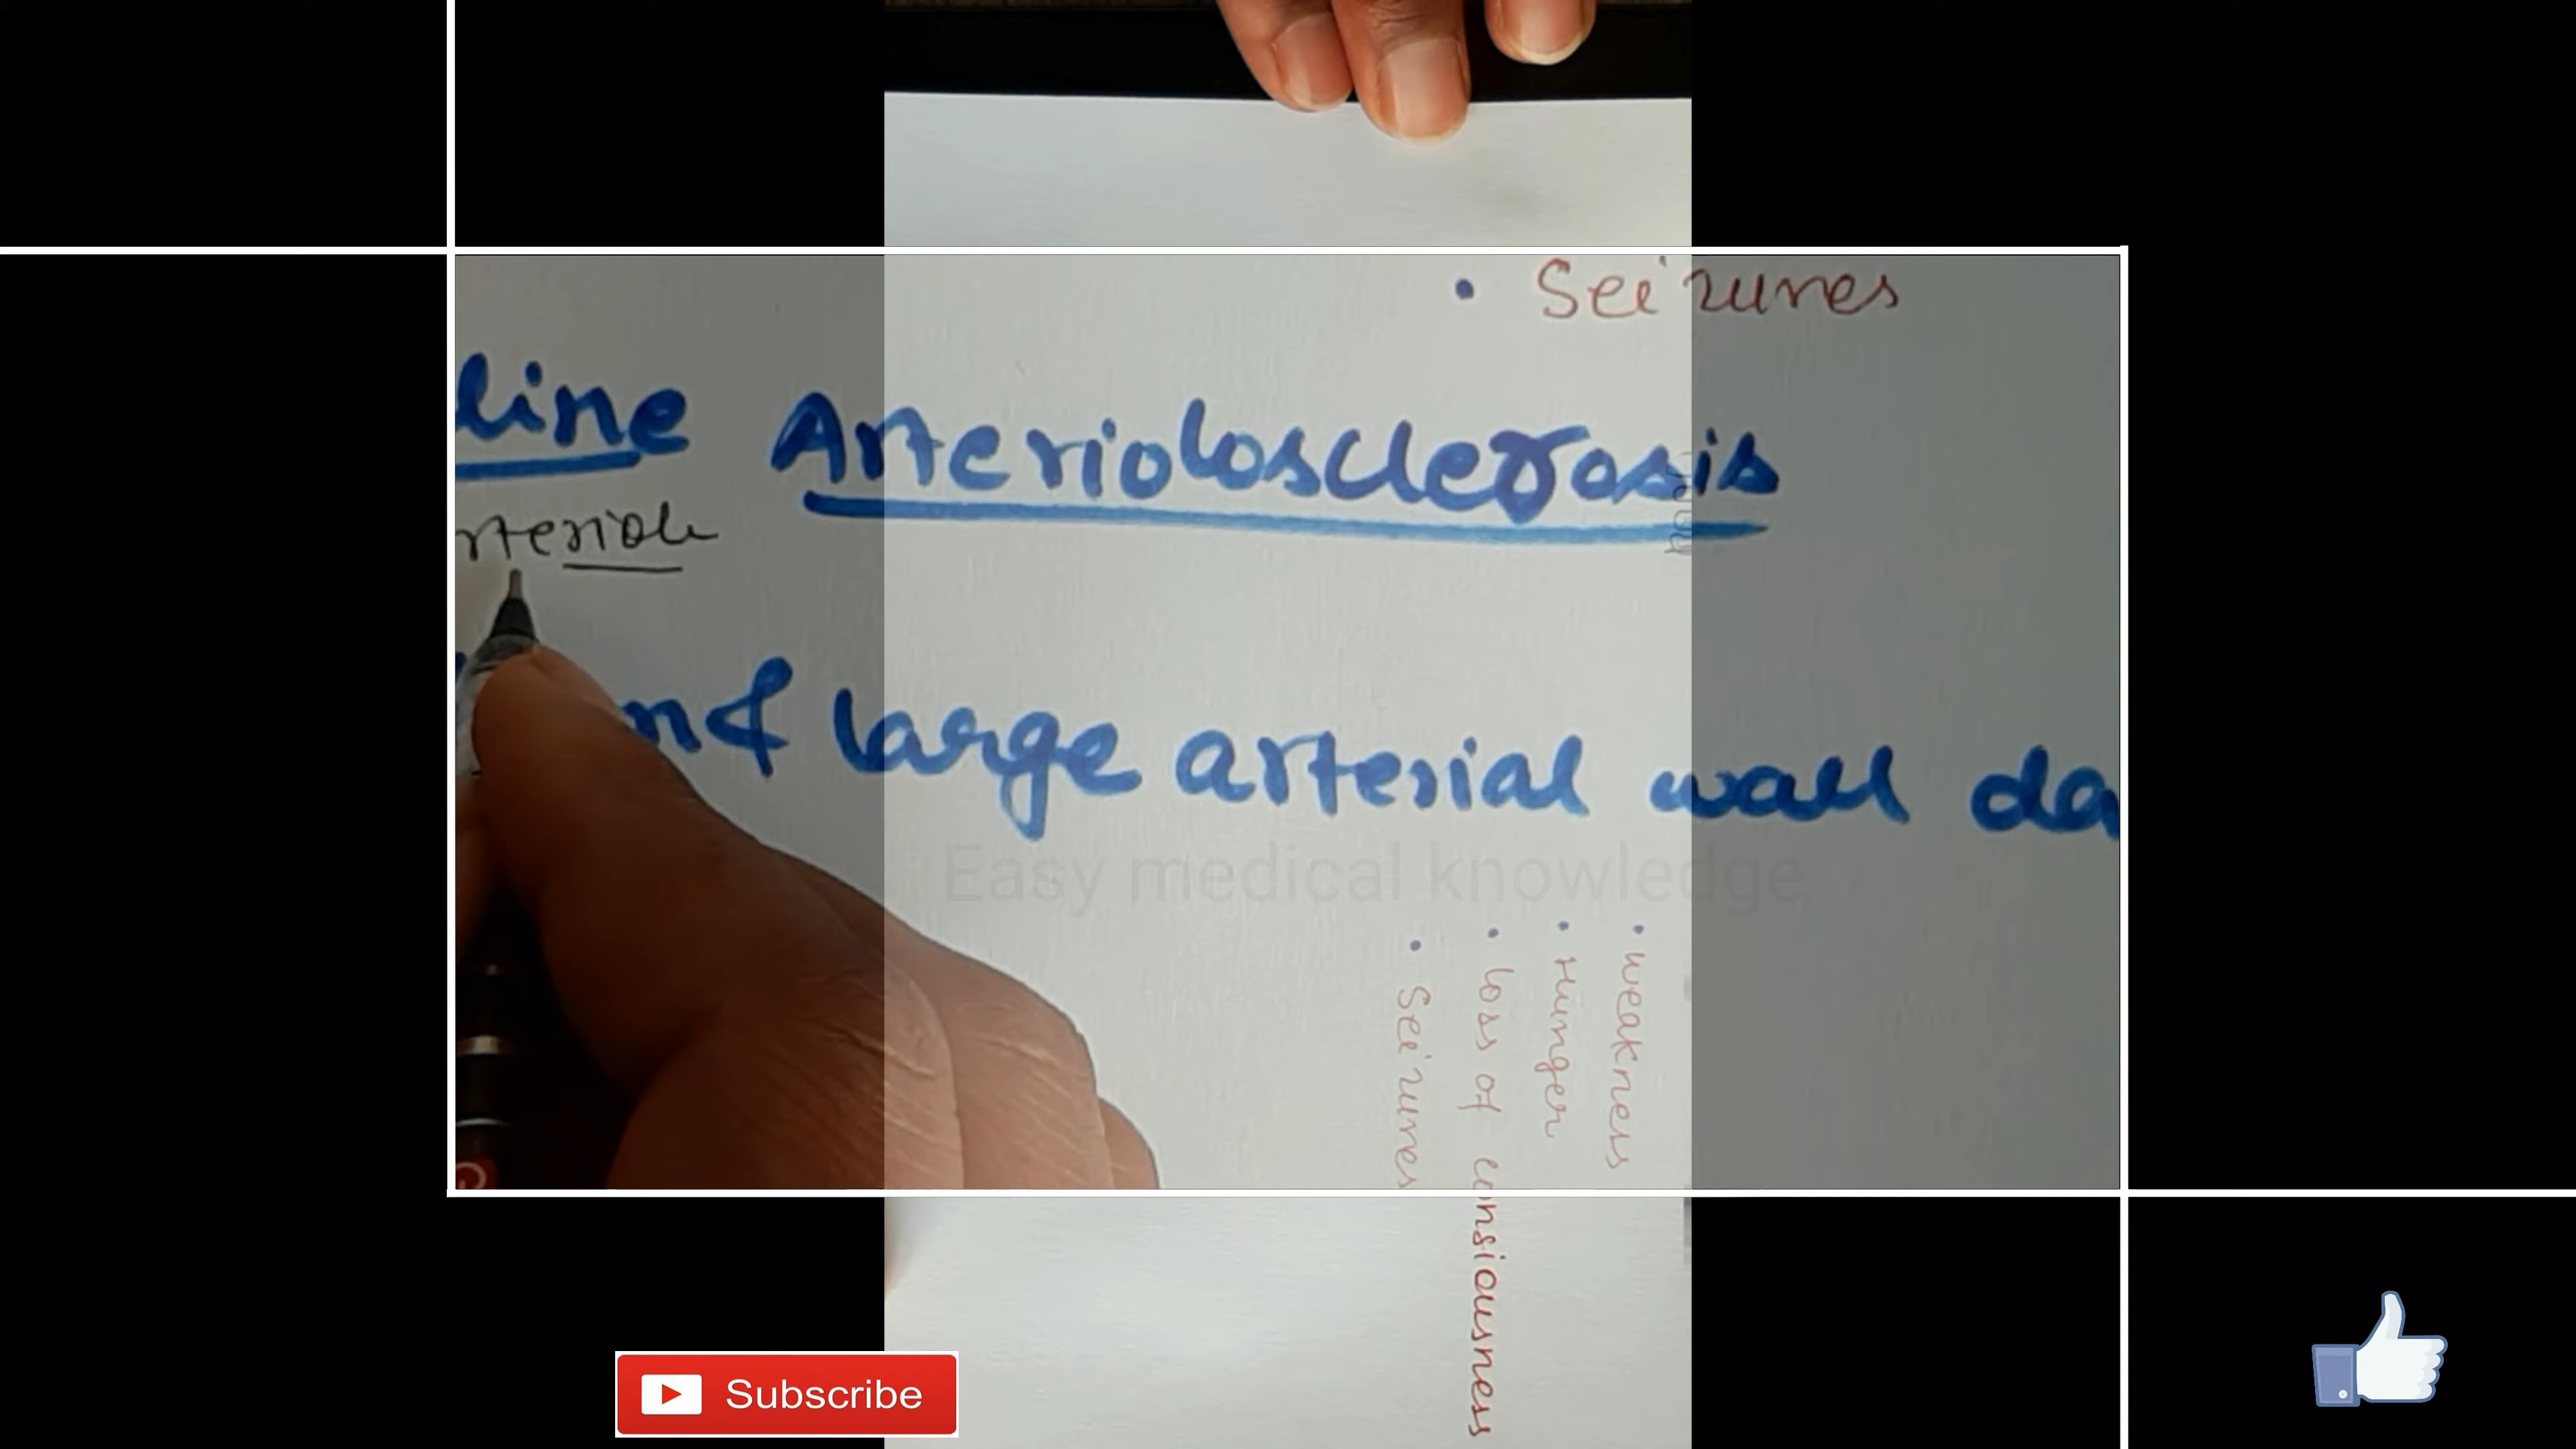 • Seizures
line Arteriolosclerosis
rteriole
n& large arterial wall da
Easy medical knowledge
• weakness
• Hunger
• loss of consiousness
• Seizures
Subscribe